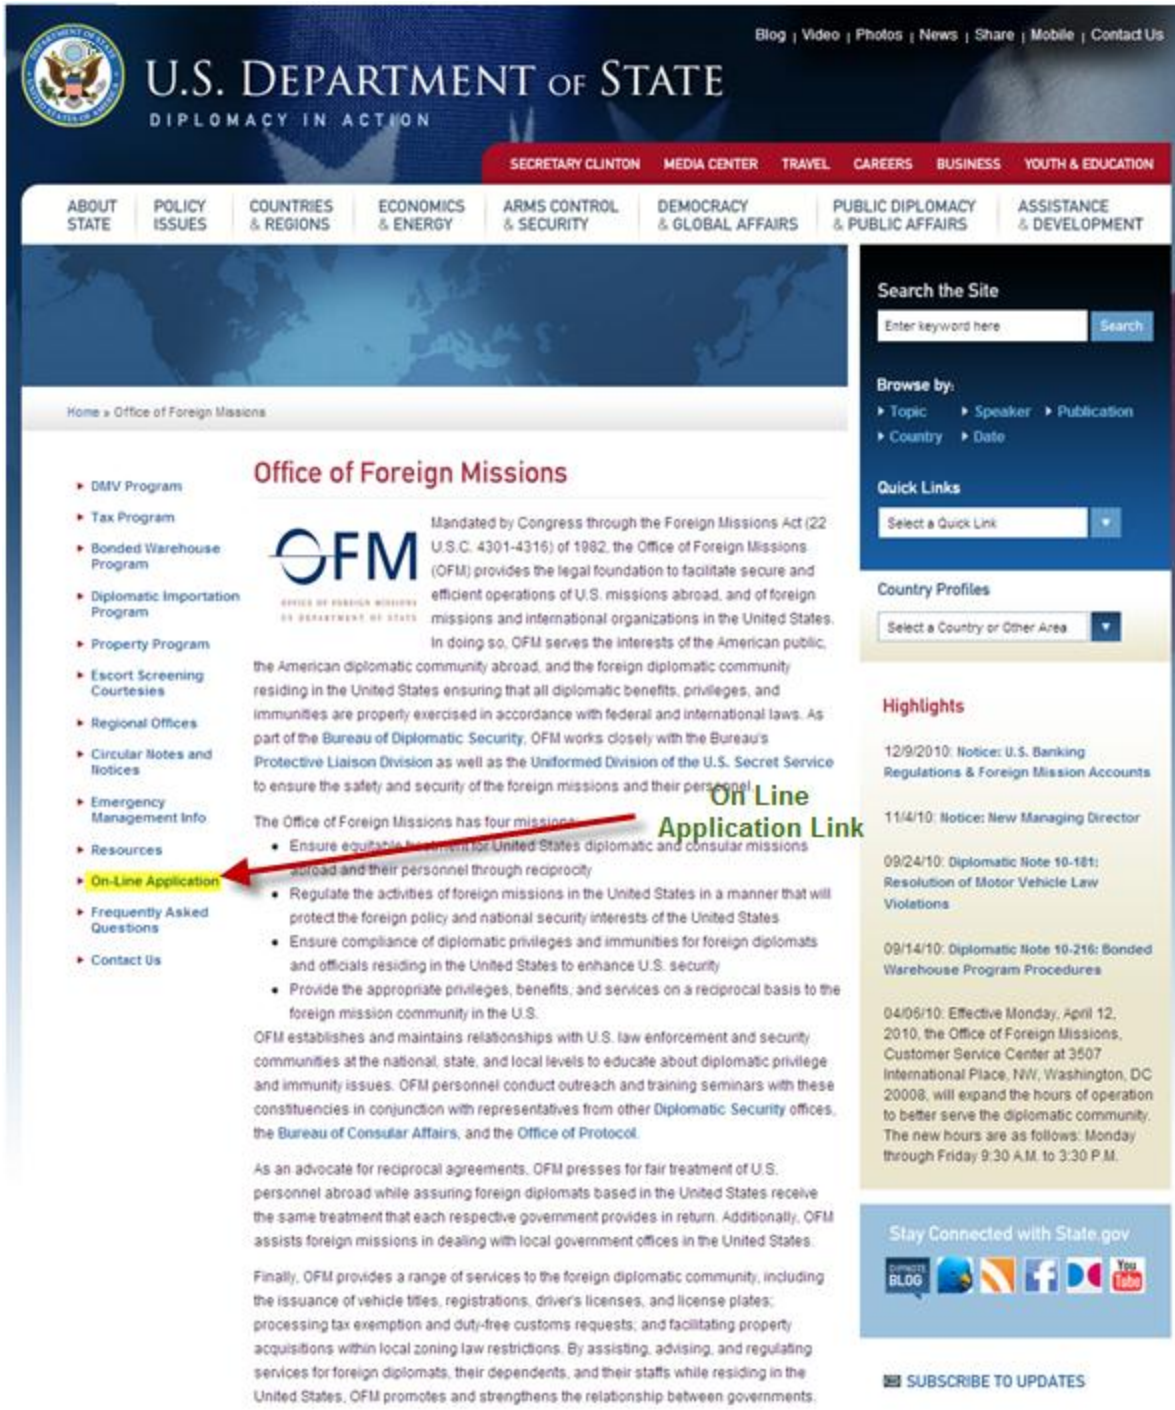 Blog | Video | Photos | News | Share | Mobile | Contact Us
U.S. DEPARTMENT OF STATE
DIPLOMACY IN ACTION
SECRETARY CLINTON MEDIA CENTER TRAVEL CAREERS BUSINESS YOUTH & EDUCATION
ABOUT STATE
POLICY ISSUES
COUNTRIES & REGIONS
ECONOMICS & ENERGY
ARMS CONTROL & SECURITY
DEMOCRACY & GLOBAL AFFAIRS
PUBLIC DIPLOMACY & PUBLIC AFFAIRS
ASSISTANCE & DEVELOPMENT
Home » Office of Foreign Missions
DMV Program
Tax Program
Bonded Warehouse
Program
Diplomatic Importation
Program
Property Program
Escort Screening
Courtesies
Regional Offices
Circular Notes and
Notices
Emergency
Management Info
Resources
On-Line Application
Frequently Asked
Questions
Contact Us
Office of Foreign Missions
OFM
OFFICE OF FOREIGN MISSIONS
US DEPARTMENT OF STATE
Mandated by Congress through the Foreign Missions Act (22
U.S.C. 4301-4316) of 1982, the Office of Foreign Missions
(OFM) provides the legal foundation to facilitate secure and
efficient operations of U.S. missions abroad, and of foreign
missions and international organizations in the United States.
In doing so, OFM serves the interests of the American public,
the American diplomatic community abroad, and the foreign diplomatic community
residing in the United States ensuring that all diplomatic benefits, privileges, and
immunities are properly exercised in accordance with federal and international laws. As
part of the Bureau of Diplomatic Security, OFM works closely with the Bureau's
Protective Liaison Division as well as the Uniformed Division of the U.S. Secret Service
to ensure the safety and security of the foreign missions and their personnel.
On Line
Application Link
The Office of Foreign Missions has four missions:
• Ensure equitable treatment for United States diplomatic and consular missions
abroad and their personnel through reciprocity
• Regulate the activities of foreign missions in the United States in a manner that will
protect the foreign policy and national security interests of the United States
• Ensure compliance of diplomatic privileges and immunities for foreign diplomats
and officials residing in the United States to enhance U.S. security
• Provide the appropriate privileges, benefits, and services on a reciprocal basis to the
foreign mission community in the U.S.
OFM establishes and maintains relationships with U.S. law enforcement and security
communities at the national, state, and local levels to educate about diplomatic privilege
and immunity issues. OFM personnel conduct outreach and training seminars with these
constituencies in conjunction with representatives from other Diplomatic Security offices,
the Bureau of Consular Affairs, and the Office of Protocol.
As an advocate for reciprocal agreements, OFM presses for fair treatment of U.S.
personnel abroad while assuring foreign diplomats based in the United States receive
the same treatment that each respective government provides in return. Additionally, OFM
assists foreign missions in dealing with local government offices in the United States.
Finally, OFM provides a range of services to the foreign diplomatic community, including
the issuance of vehicle titles, registrations, driver's licenses, and license plates;
processing tax exemption and duty-free customs requests; and facilitating property
acquisitions within local zoning law restrictions. By assisting, advising, and regulating
services for foreign diplomats, their dependents, and their staffs while residing in the
United States, OFM promotes and strengthens the relationship between governments.
Search the Site
Enter keyword here
Search
Browse by:
Topic Speaker Publication
Country Date
Quick Links
Select a Quick Link
Country Profiles
Select a Country or Other Area
Highlights
12/9/2010: Notice: U.S. Banking
Regulations & Foreign Mission Accounts
11/4/10: Notice: New Managing Director
09/24/10: Diplomatic Note 10-181:
Resolution of Motor Vehicle Law
Violations
09/14/10: Diplomatic Note 10-216: Bonded
Warehouse Program Procedures
04/06/10: Effective Monday, April 12,
2010, the Office of Foreign Missions,
Customer Service Center at 3507
International Place, NW, Washington, DC
20008, will expand the hours of operation
to better serve the diplomatic community.
The new hours are as follows: Monday
through Friday 9:30 A.M. to 3:30 P.M.
Stay Connected with State.gov
DIPNOTE
BLOG
You
Tube
SUBSCRIBE TO UPDATES